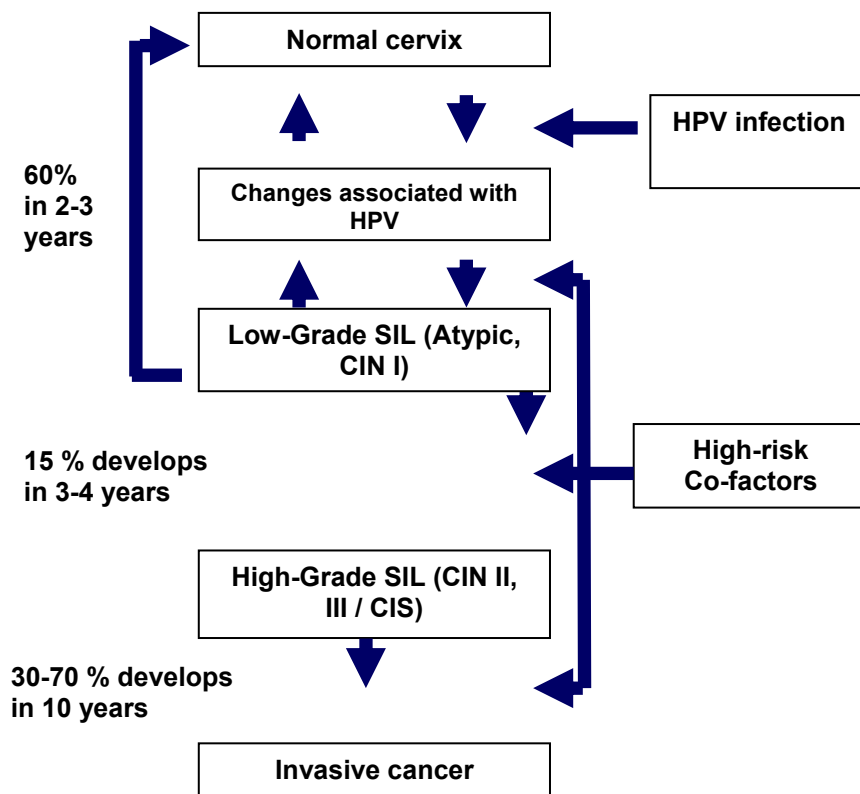 Normal cervix
HPV infection
60%
in 2-3
years
Changes associated with
HPV
Low-Grade SIL (Atypic,
CIN I)
15 % develops
in 3-4 years
High-risk
Co-factors
High-Grade SIL (CIN II,
III / CIS)
30-70 % develops
in 10 years
Invasive cancer